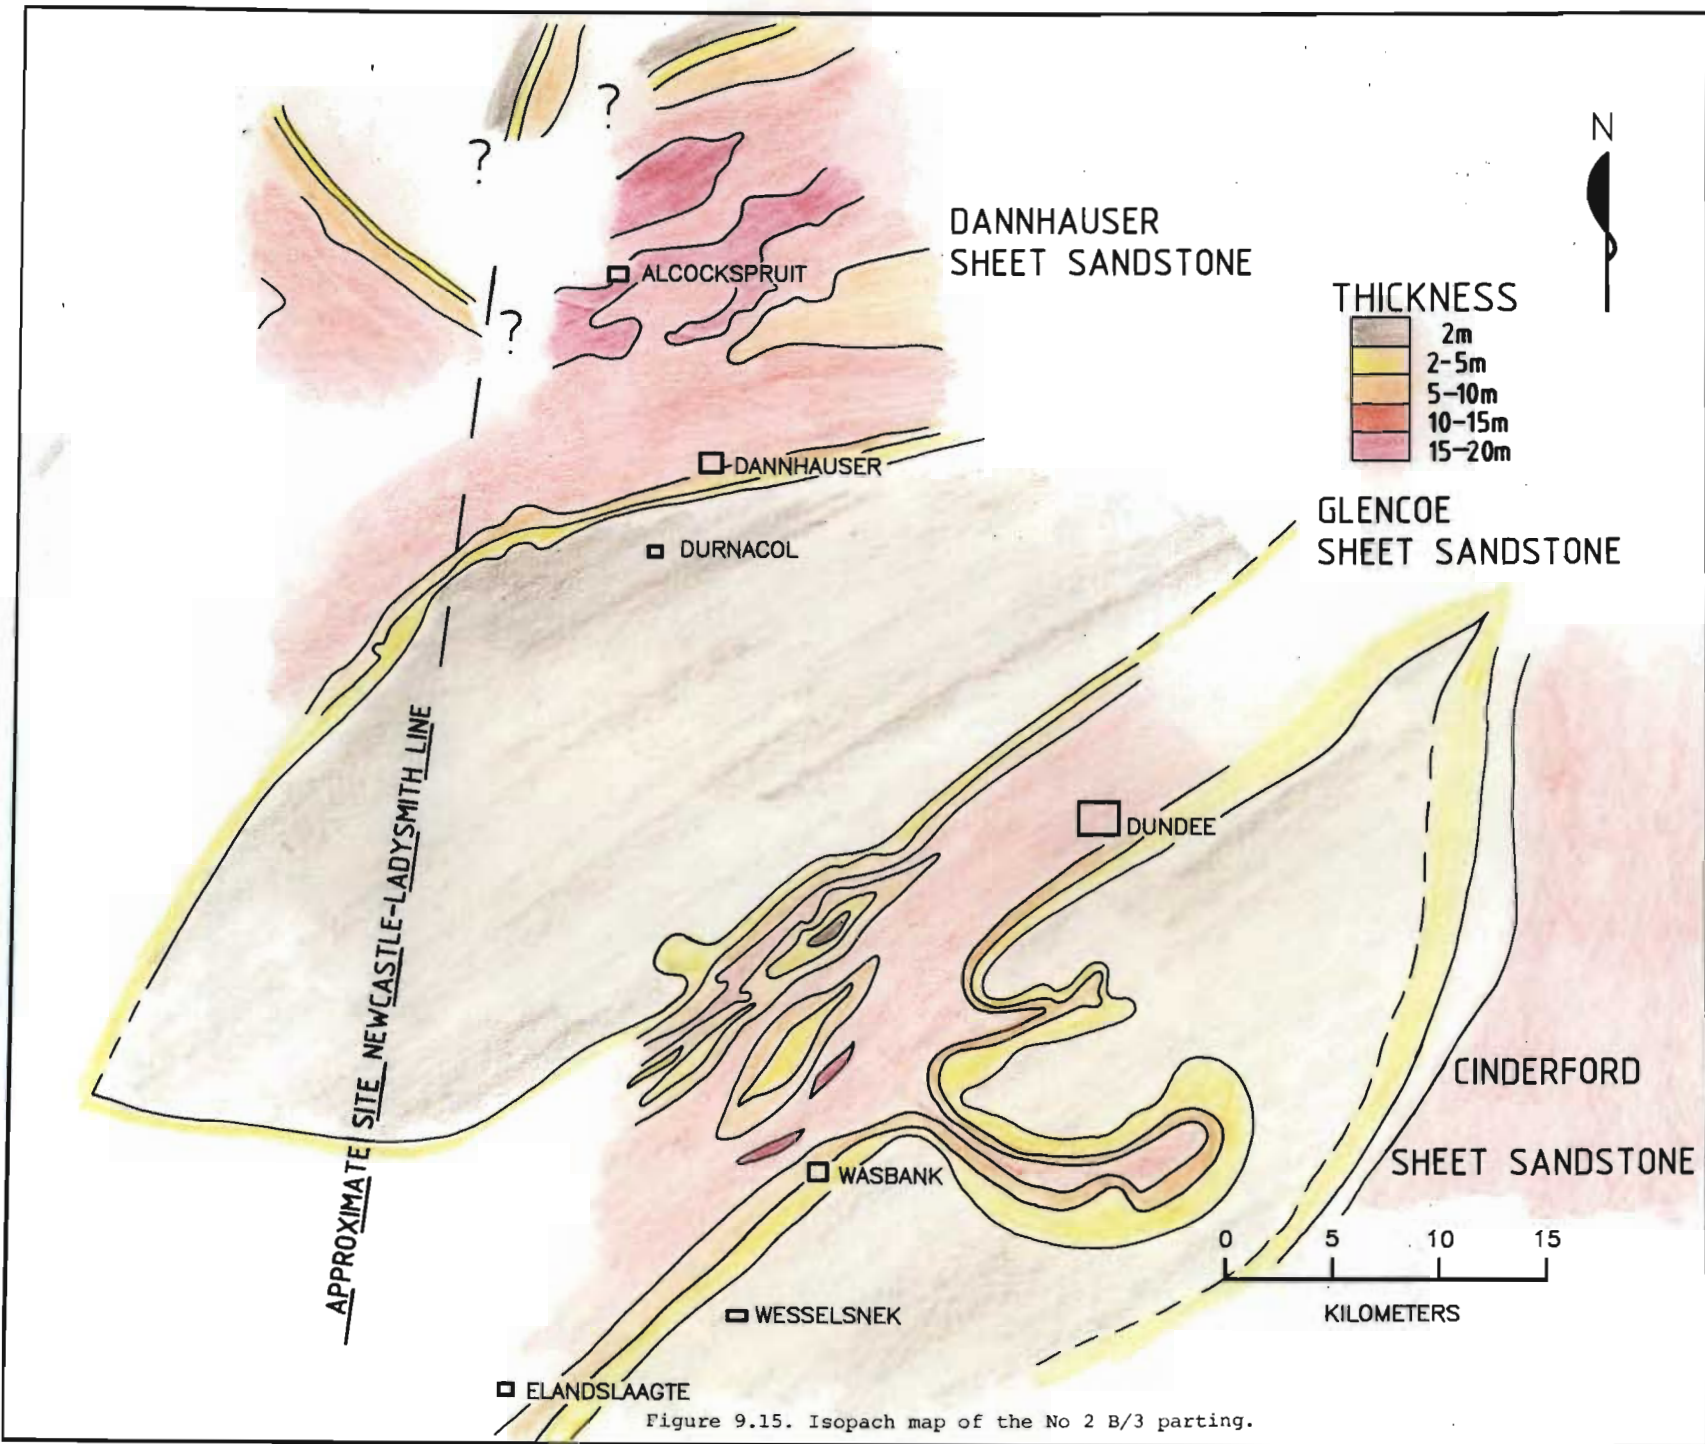 ?
?
N
DANNHAUSER
SHEET SANDSTONE
ALCOCKSPRUIT
THICKNESS
2m
2-5m
5-10m
10-15m
15-20m
?
DANNHAUSER
GLENCOE
SHEET SANDSTONE
DURNACOL
APPROXIMATE SITE NEWCASTLE-LADYSMITH LINE
DUNDEE
CINDERFORD
SHEET SANDSTONE
WASBANK
0 5 10 15
KILOMETERS
WESSELSNEK
ELANDSLAAGTE
Figure 9.15. Isopach map of the No 2 B/3 parting.